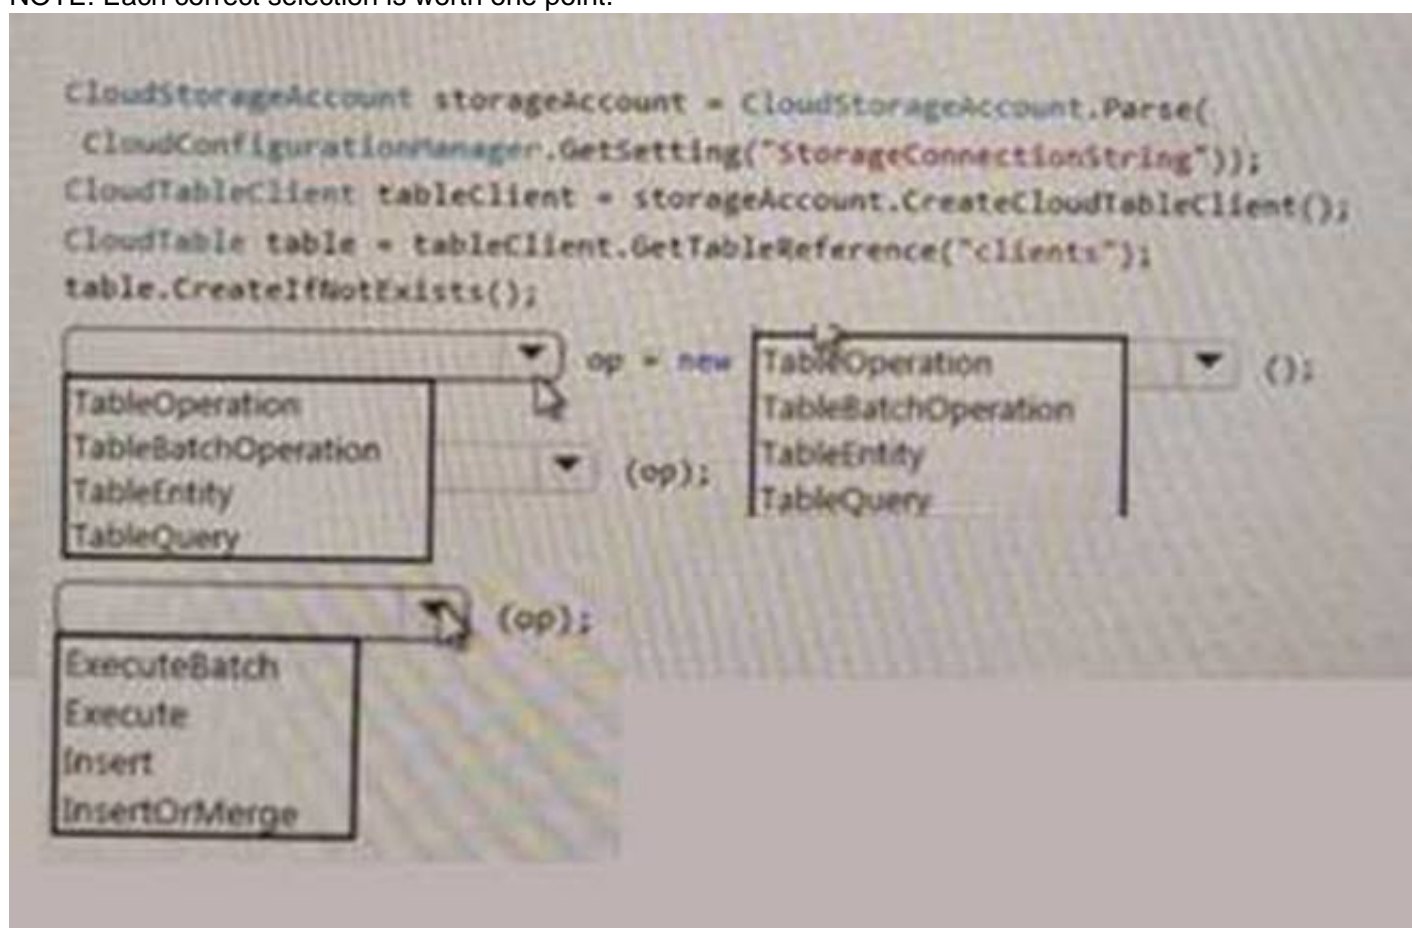 NOTE: Each correct selection is worth one point.
CloudStorageAccount storageAccount = CloudStorageAccount.Parse(
CloudConfigurationManager.GetSetting("StorageConnectionString"));
CloudTableClient tableClient = storageAccount.CreateCloudTableClient();
CloudTable table = tableClient.GetTableReference("clients");
table.CreateIfNotExists();
op = new
();
TableOperation
TableBatchOperation
TableEntity
TableQuery
TableOperation
TableBatchOperation
TableEntity
TableQuery
(op);
(op);
ExecuteBatch
Execute
Insert
InsertOrMerge